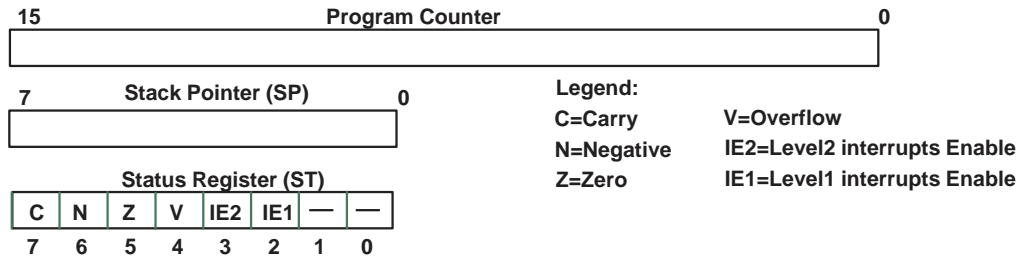 15 Program Counter 0
7 Stack Pointer (SP) 0
Legend:
C=Carry V=Overflow
N=Negative IE2=Level2 interrupts Enable
Z=Zero IE1=Level1 interrupts Enable
Status Register (ST)
C N Z V IE2 IE1 — —
7 6 5 4 3 2 1 0